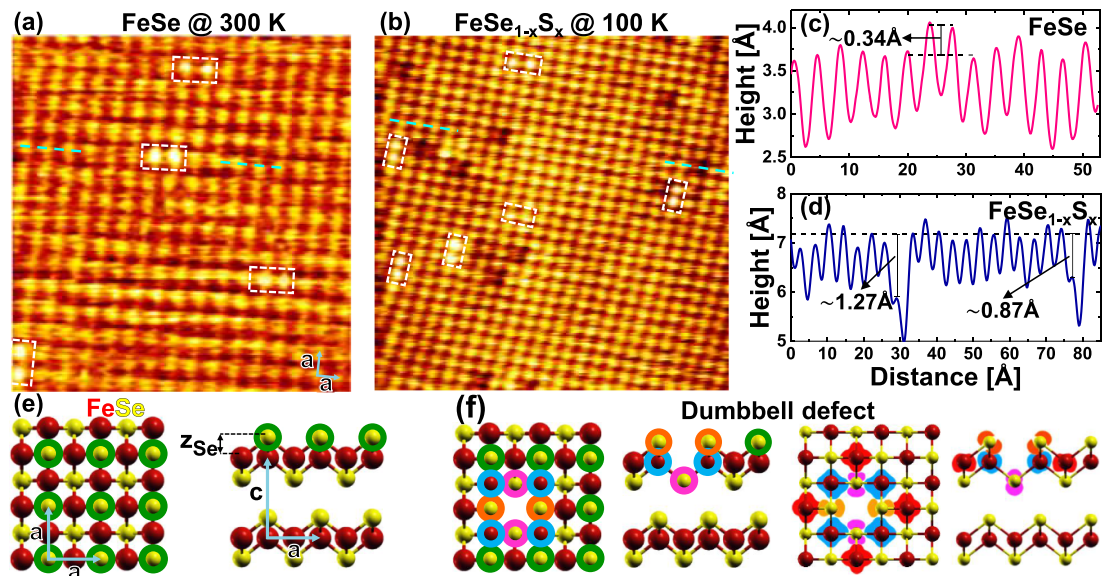 (a) FeSe @ 300 K
(b) FeSe1-xSx @ 100 K
a
a
(c) FeSe
~0.34Å
Height [Å]
4.0
3.5
3.0
2.5
0 10 20 30 40 50
(d) FeSe1-xSx
~1.27Å
~0.87Å
Height [Å]
8
7
6
5
0 10 20 30 40 50 60 70 80
Distance [Å]
(e) FeSe
zSe
c
a
a
a
(f) Dumbbell defect